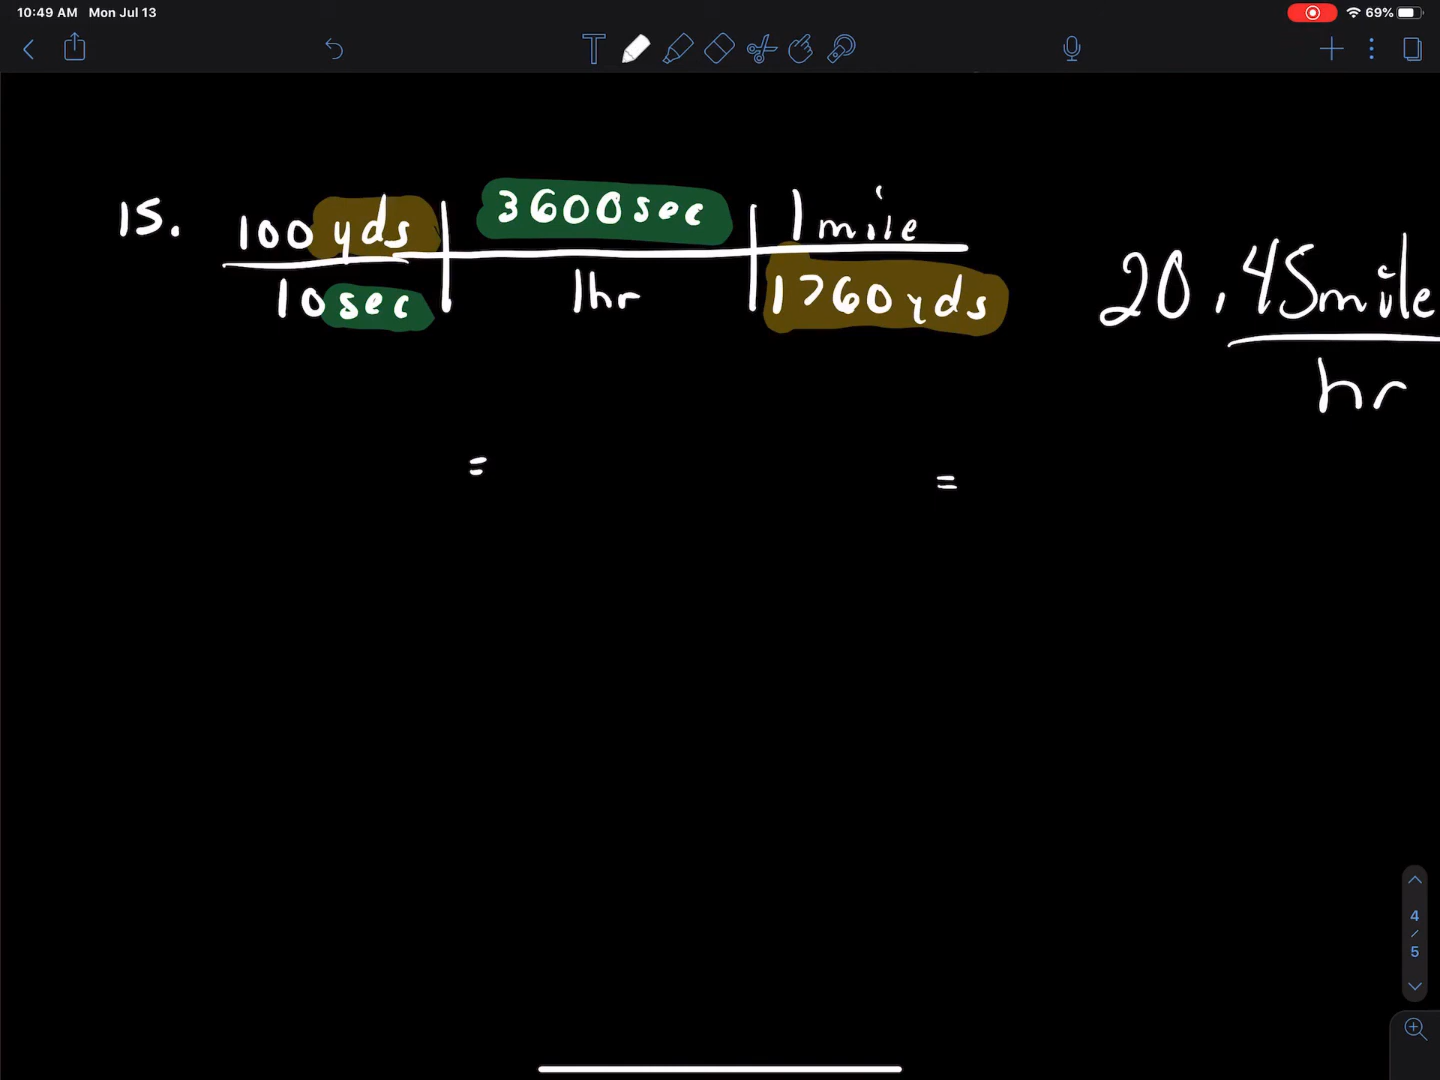 10:49 AM Mon Jul 13
69%
T
15. 100 yds 3600 sec 1 mile
10 sec 1hr 1760 yds
20.45 mile
hr
= =
4
/
5